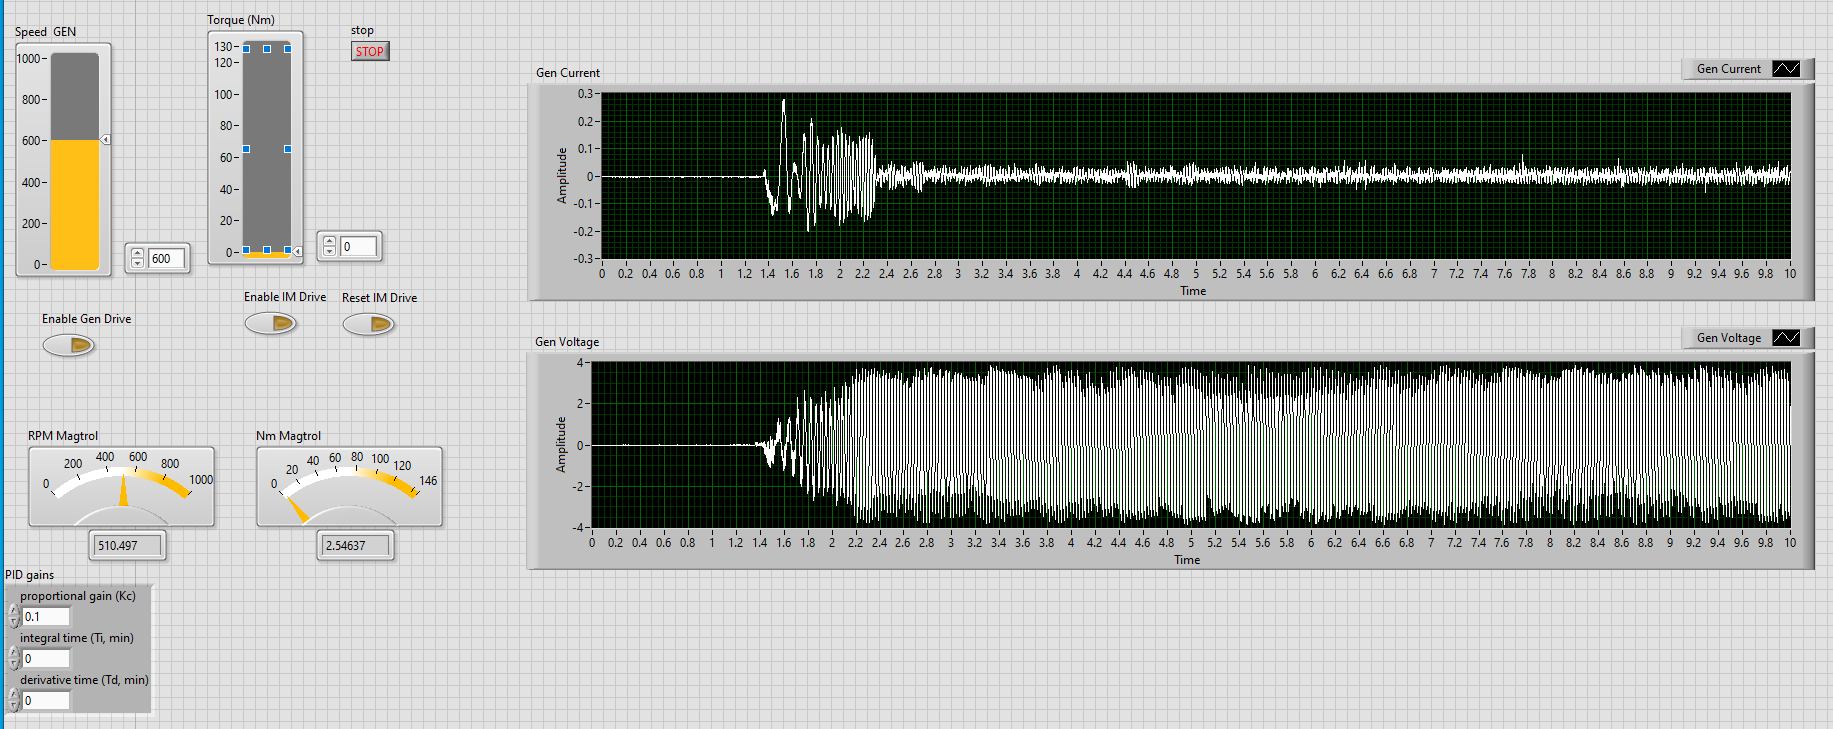 Speed GEN
1000
800
600
400
200
0
600
Torque (Nm)
130
120
100
80
60
40
20
0
0
stop
STOP
Enable Gen Drive
Enable IM Drive
Reset IM Drive
RPM Magtrol
0 200 400 600 800 1000
510.497
Nm Magtrol
0 20 40 60 80 100 120 146
2.54637
PID gains
proportional gain (Kc)
0.1
integral time (Ti, min)
0
derivative time (Td, min)
0
Gen Current
Gen Current
Amplitude
0.3
0.2
0.1
0
-0.1
-0.2
-0.3
0 0.2 0.4 0.6 0.8 1 1.2 1.4 1.6 1.8 2 2.2 2.4 2.6 2.8 3 3.2 3.4 3.6 3.8 4 4.2 4.4 4.6 4.8 5 5.2 5.4 5.6 5.8 6 6.2 6.4 6.6 6.8 7 7.2 7.4 7.6 7.8 8 8.2 8.4 8.6 8.8 9 9.2 9.4 9.6 9.8 10
Time
Gen Voltage
Gen Voltage
Amplitude
4
2
0
-2
-4
0 0.2 0.4 0.6 0.8 1 1.2 1.4 1.6 1.8 2 2.2 2.4 2.6 2.8 3 3.2 3.4 3.6 3.8 4 4.2 4.4 4.6 4.8 5 5.2 5.4 5.6 5.8 6 6.2 6.4 6.6 6.8 7 7.2 7.4 7.6 7.8 8 8.2 8.4 8.6 8.8 9 9.2 9.4 9.6 9.8 10
Time